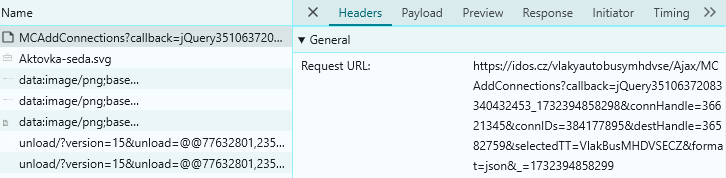 Name
MCAddConnections?callback=jQuery351063720...
Aktovka-seda.svg
data:image/png;base...
data:image/png;base...
data:image/png;base...
unload/?version=15&unload=@@77632801,235...
unload/?version=15&unload=@@77632801,235...
Headers Payload Preview Response Initiator Timing
General
Request URL:
https://idos.cz/vlakyautobusymhdvse/Ajax/MC
AddConnections?callback=jQuery35106372083
340432453_1732394858298&connHandle=366
21345&connIDs=384177895&destHandle=365
82759&selectedTT=VlakBusMHDVSECZ&forma
t=json&_=1732394858299